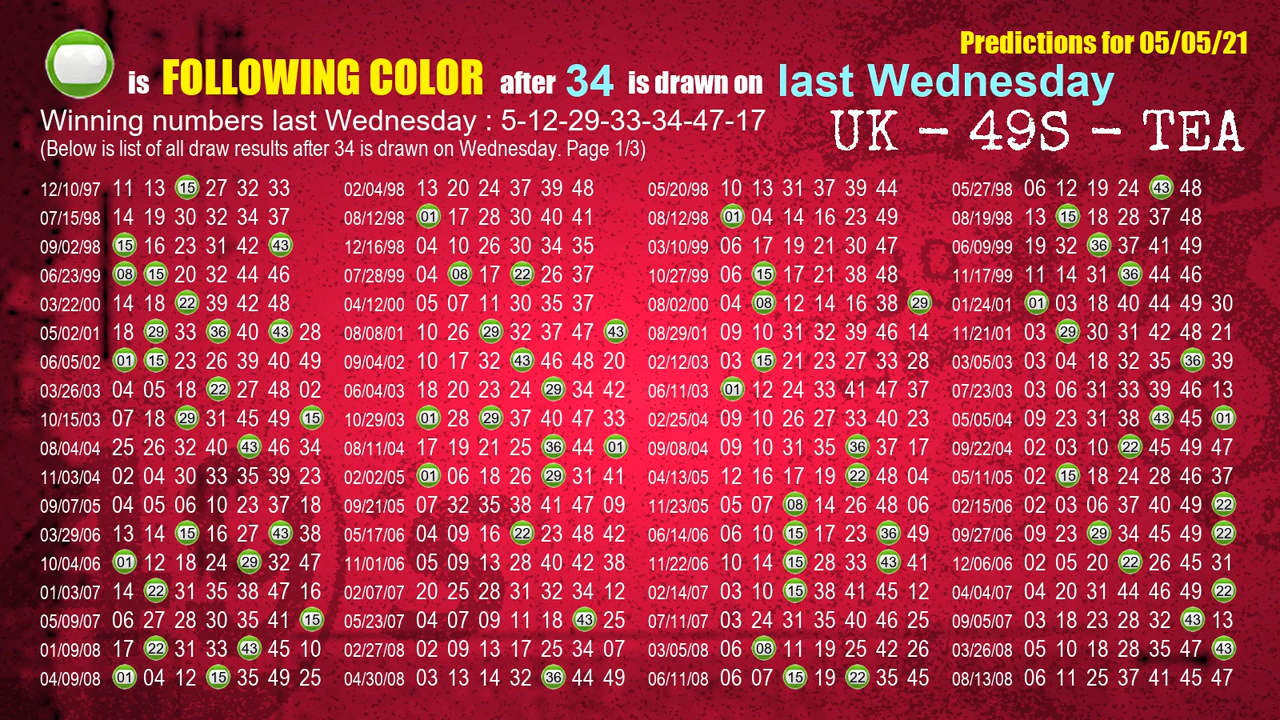 Predictions for 05/05/21
is FOLLOWING COLOR after 34 is drawn on last Wednesday
Winning numbers last Wednesday : 5-12-29-33-34-47-17
UK - 49S - TEA
(Below is list of all draw results after 34 is drawn on Wednesday. Page 1/3)
12/10/97 11 13 15 27 32 33 02/04/98 13 20 24 37 39 48 05/20/98 10 13 31 37 39 44 05/27/98 06 12 19 24 43 48
07/15/98 14 19 30 32 34 37 08/12/98 01 17 28 30 40 41 08/12/98 01 04 14 16 23 49 08/19/98 13 15 18 28 37 48
09/02/98 15 16 23 31 42 43 12/16/98 04 10 26 30 34 35 03/10/99 06 17 19 21 30 47 06/09/99 19 32 36 37 41 49
06/23/99 08 15 20 32 44 46 07/28/99 04 08 17 22 26 37 10/27/99 06 15 17 21 38 48 11/17/99 11 14 31 36 44 46
03/22/00 14 18 22 39 42 48 04/12/00 05 07 11 30 35 37 08/02/00 04 08 12 14 16 38 29 01/24/01 01 03 18 40 44 49 30
05/02/01 18 29 33 36 40 43 28 08/08/01 10 26 29 32 37 47 43 08/29/01 09 10 31 32 39 46 14 11/21/01 03 29 30 31 42 48 21
06/05/02 01 15 23 26 39 40 49 09/04/02 10 17 32 43 46 48 20 02/12/03 03 15 21 23 27 33 28 03/05/03 03 04 18 32 35 36 39
03/26/03 04 05 18 22 27 48 02 06/04/03 18 20 23 24 29 34 42 06/11/03 01 12 24 33 41 47 37 07/23/03 03 06 31 33 39 46 13
10/15/03 07 18 29 31 45 49 15 10/29/03 01 28 29 37 40 47 33 02/25/04 09 10 26 27 33 40 23 05/05/04 09 23 31 38 43 45 01
08/04/04 25 26 32 40 43 46 34 08/11/04 17 19 21 25 36 44 01 09/08/04 09 10 31 35 36 37 17 09/22/04 02 03 10 22 45 49 47
11/03/04 02 04 30 33 35 39 23 02/02/05 01 06 18 26 29 31 41 04/13/05 12 16 17 19 22 48 04 05/11/05 02 15 18 24 28 46 37
09/07/05 04 05 06 10 23 37 18 09/21/05 07 32 35 38 41 47 09 11/23/05 05 07 08 14 26 48 06 02/15/06 02 03 06 37 40 49 22
03/29/06 13 14 15 16 27 43 38 05/17/06 04 09 16 22 23 48 42 06/14/06 06 10 15 17 23 36 49 09/27/06 09 23 29 34 45 49 22
10/04/06 01 12 18 24 29 32 47 11/01/06 05 09 13 28 40 42 38 11/22/06 10 14 15 28 33 43 41 12/06/06 02 05 20 22 26 45 31
01/03/07 14 22 31 35 38 47 16 02/07/07 20 25 28 31 32 34 12 02/14/07 03 10 15 38 41 45 12 04/04/07 04 20 31 44 46 49 22
05/09/07 06 27 28 30 35 41 15 05/23/07 04 07 09 11 18 43 25 07/11/07 03 24 31 35 40 46 25 09/05/07 03 18 23 28 32 43 13
01/09/08 17 22 31 33 43 45 10 02/27/08 02 09 13 17 25 34 07 03/05/08 06 08 11 19 25 42 26 03/26/08 05 10 18 28 35 47 43
04/09/08 01 04 12 15 35 49 25 04/30/08 03 13 14 32 36 44 49 06/11/08 06 07 15 19 22 35 45 08/13/08 06 11 25 37 41 45 47